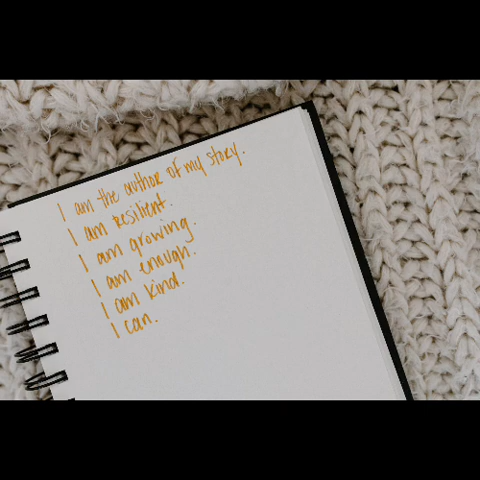 I am the author of my story.
I am resilient.
I am growing.
I am enough.
I am kind.
I can.